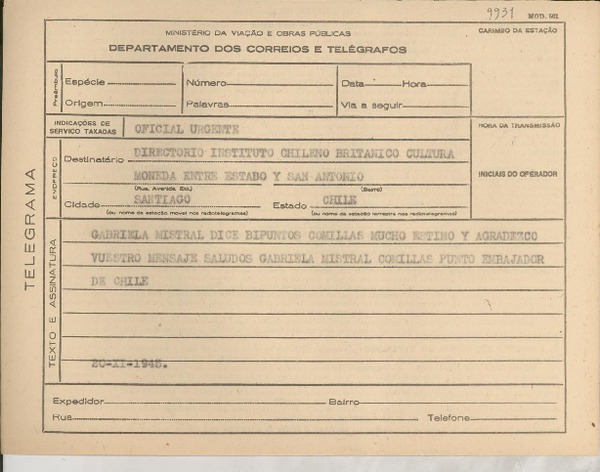 9931 MOD. 561
MINISTÉRIO DA VIAÇÃO E OBRAS PÚBLICAS
CARIMBO DA ESTAÇÃO
DEPARTAMENTO DOS CORREIOS E TELÉGRAFOS
Preâmbulo
Espécie Número Data Hora
Origem Palavras Via a seguir
INDICAÇÕES DE SERVIÇO TAXADAS
OFICIAL URGENTE
HORA DA TRANSMISSÃO
ENDEREÇO
Destinatário DIRECTORIO INSTITUTO CHILENO BRITANICO CULTURA
MONEDA ENTRE ESTADO Y SAN ANTONIO
INICIAIS DO OPERADOR
(Rua, Avenida, Etc.) (Bairro)
Cidade SANTIAGO Estado CHILE
(ou nome da estação movel nos radiotelegramas) (ou nome da estação terrestre nos radiotelegramas)
TELEGRAMA
TEXTO E ASSINATURA
GABRIELA MISTRAL DICE BIPUNTOS COMILLAS MUCHO ESTIMO Y AGRADEZCO
VUESTRO MENSAJE SALUDOS GABRIELA MISTRAL COMILLAS PUNTO EMBAJADOR
DE CHILE
20-XI-1945.
Expedidor Bairro
Rua Telefone